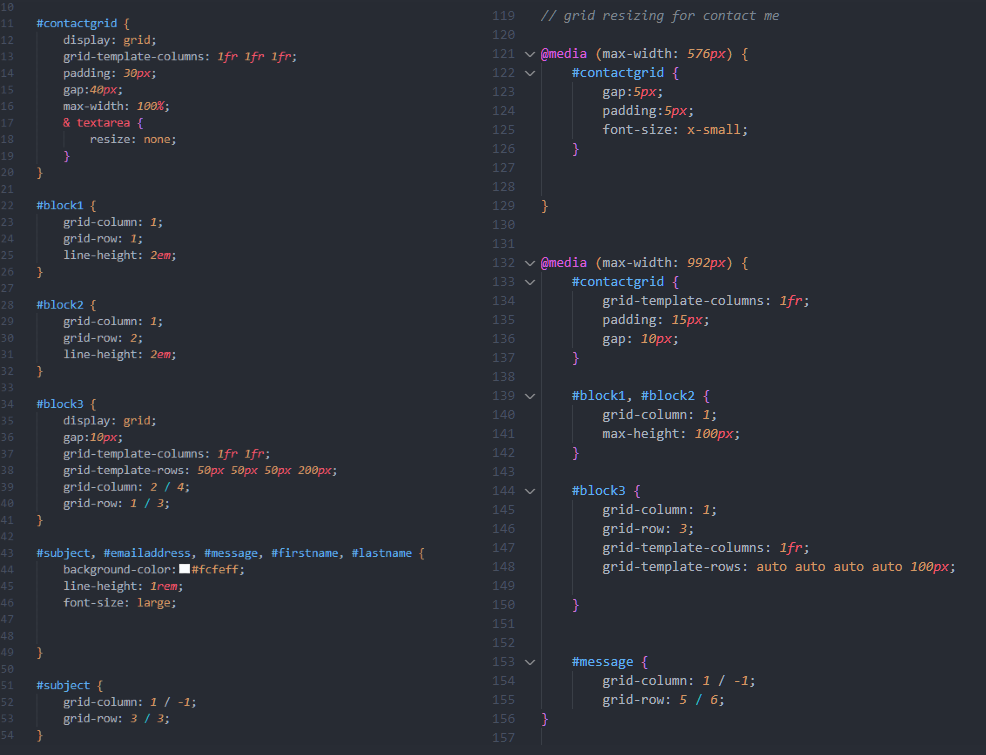 10
11 #contactgrid {
12 display: grid;
13 grid-template-columns: 1fr 1fr 1fr;
14 padding: 30px;
15 gap:40px;
16 max-width: 100%;
17 & textarea {
18 resize: none;
19 }
20 }
21
22 #block1 {
23 grid-column: 1;
24 grid-row: 1;
25 line-height: 2em;
26 }
27
28 #block2 {
29 grid-column: 1;
30 grid-row: 2;
31 line-height: 2em;
32 }
33
34 #block3 {
35 display: grid;
36 gap:10px;
37 grid-template-columns: 1fr 1fr;
38 grid-template-rows: 50px 50px 50px 200px;
39 grid-column: 2 / 4;
40 grid-row: 1 / 3;
41 }
42
43 #subject, #emailaddress, #message, #firstname, #lastname {
44 background-color:#fcfeff;
45 line-height: 1rem;
46 font-size: large;
47
48
49 }
50
51 #subject {
52 grid-column: 1 / -1;
53 grid-row: 3 / 3;
54 }
119 // grid resizing for contact me
120
121 @media (max-width: 576px) {
122 #contactgrid {
123 gap:5px;
124 padding:5px;
125 font-size: x-small;
126 }
127
128
129 }
130
131
132 @media (max-width: 992px) {
133 #contactgrid {
134 grid-template-columns: 1fr;
135 padding: 15px;
136 gap: 10px;
137 }
138
139 #block1, #block2 {
140 grid-column: 1;
141 max-height: 100px;
142 }
143
144 #block3 {
145 grid-column: 1;
146 grid-row: 3;
147 grid-template-columns: 1fr;
148 grid-template-rows: auto auto auto auto 100px;
149
150 }
151
152
153 #message {
154 grid-column: 1 / -1;
155 grid-row: 5 / 6;
156 }
157